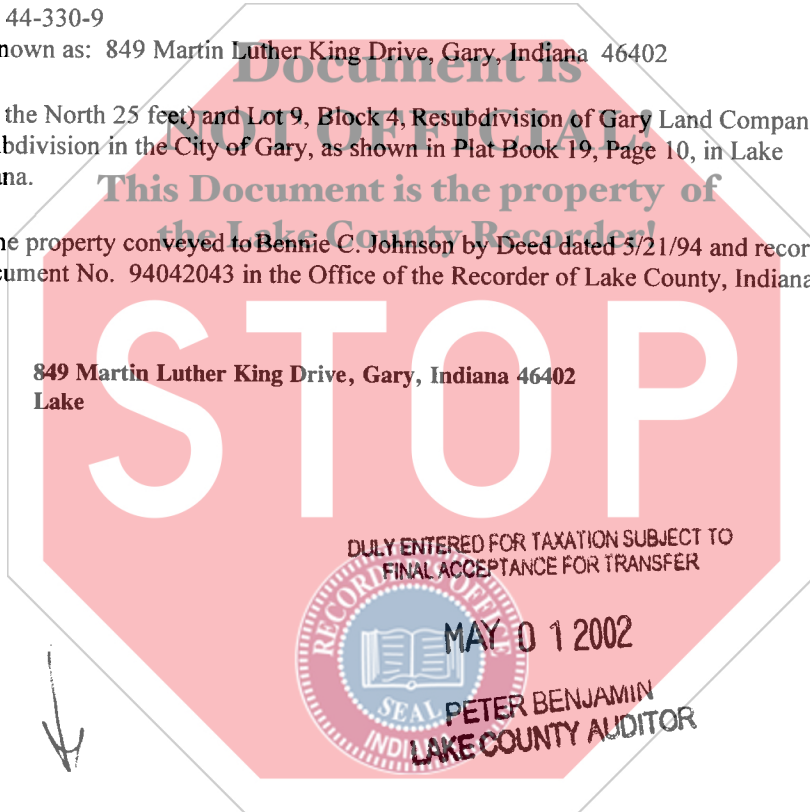 44-330-9
nown as: 849 Martin Luther King Drive, Gary, Indiana 46402
Document is
the North 25 feet) and Lot 9, Block 4, Resubdivision of Gary Land Compan
NOT OFFICIAL!
bdivision in the City of Gary, as shown in Plat Book 19, Page 10, in Lake
na.
This Document is the property of
the Lake County Recorder!
ne property conveyed to Bennie C. Johnson by Deed dated 5/21/94 and recor
cument No. 94042043 in the Office of the Recorder of Lake County, Indiana
STOP
849 Martin Luther King Drive, Gary, Indiana 46402
Lake
DULY ENTERED FOR TAXATION SUBJECT TO
FINAL ACCEPTANCE FOR TRANSFER
MAY 0 1 2002
PETER BENJAMIN
LAKE COUNTY AUDITOR
RECORDER'S OFFICE
SEAL
INDIANA